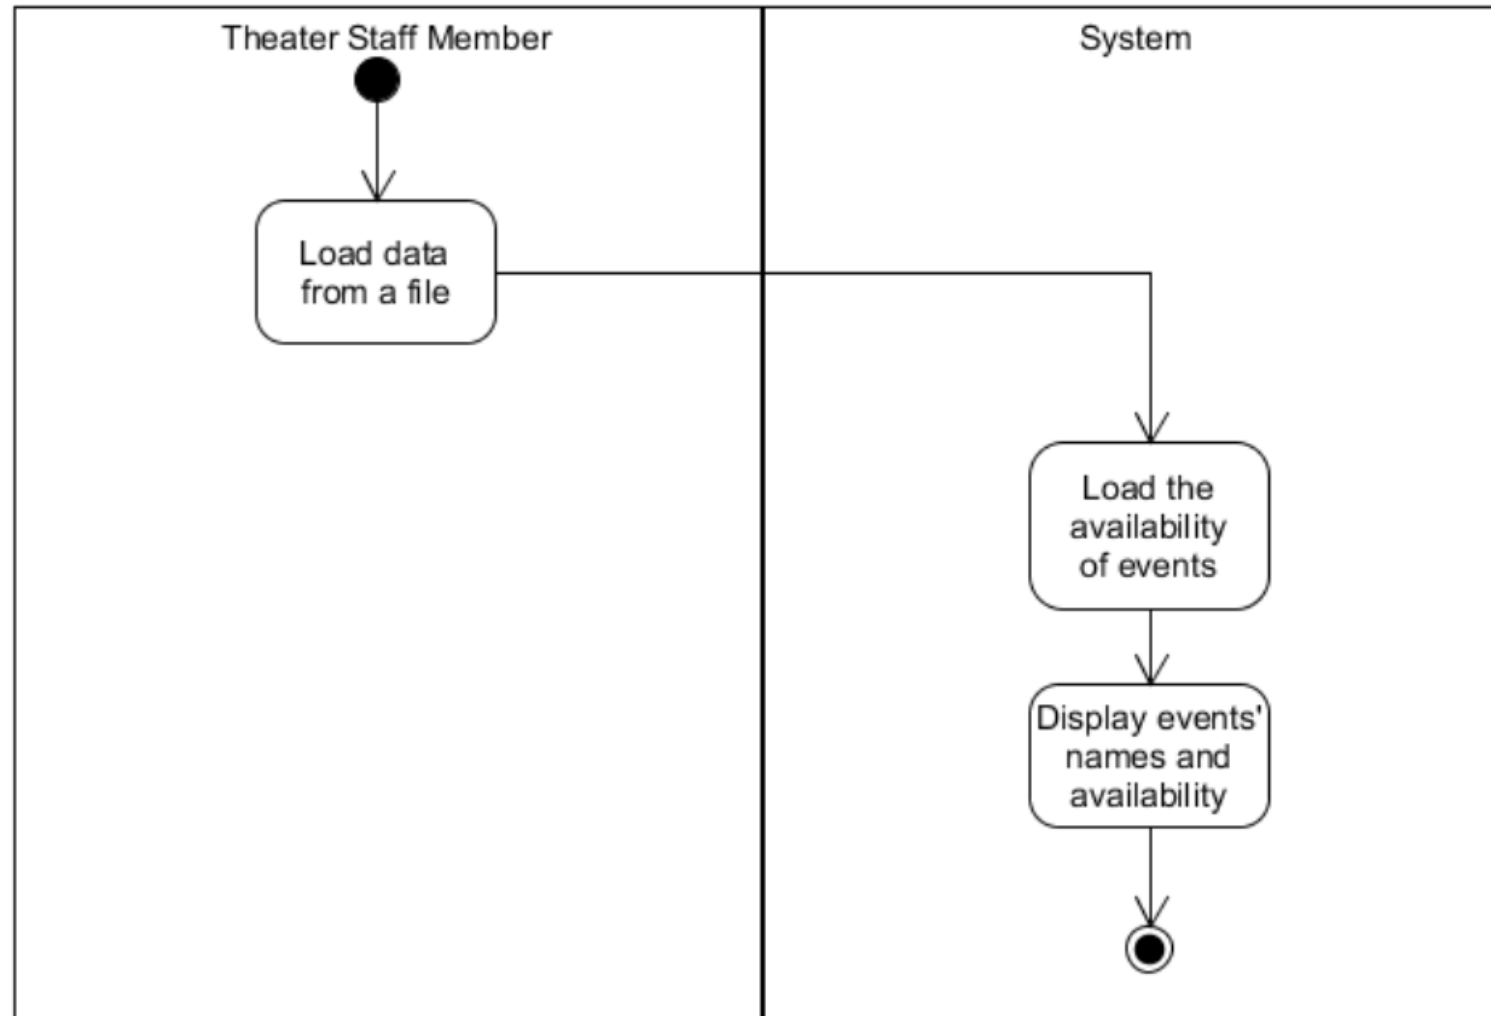 Theater Staff Member
System
Load data
from a file
Load the
availability
of events
Display events'
names and
availability